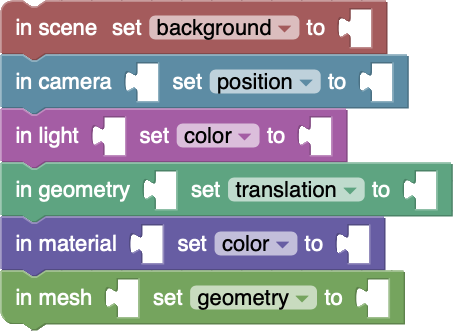 in scene set background to
in camera set position to
in light set color to
in geometry set translation to
in material set color to
in mesh set geometry to